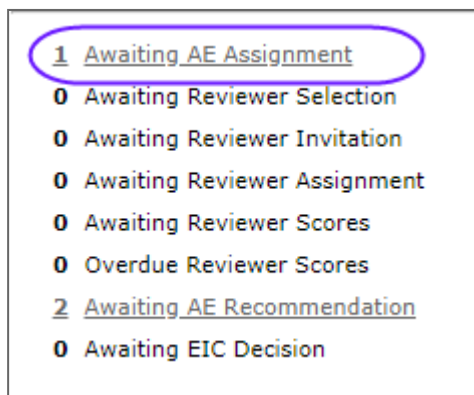 1 Awaiting AE Assignment
0 Awaiting Reviewer Selection
0 Awaiting Reviewer Invitation
0 Awaiting Reviewer Assignment
0 Awaiting Reviewer Scores
0 Overdue Reviewer Scores
2 Awaiting AE Recommendation
0 Awaiting EIC Decision